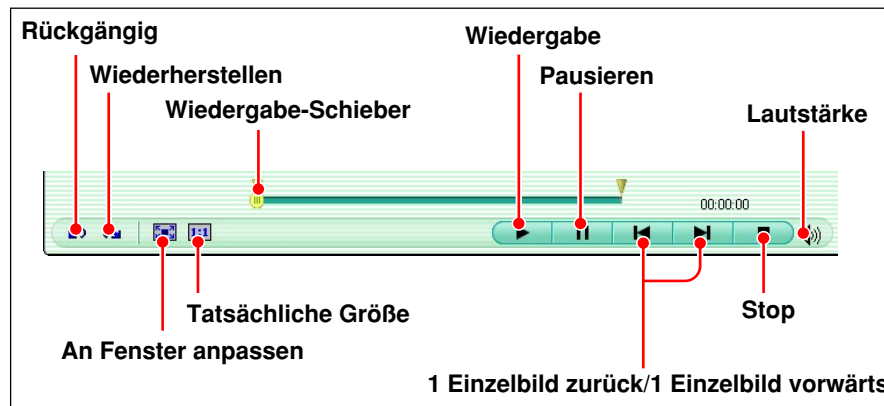 Rückgängig
Wiedergabe
Wiederherstellen
Pausieren
Wiedergabe-Schieber
Lautstärke
00:00:00
1:1
Tatsächliche Größe
Stop
An Fenster anpassen
1 Einzelbild zurück/1 Einzelbild vorwärts